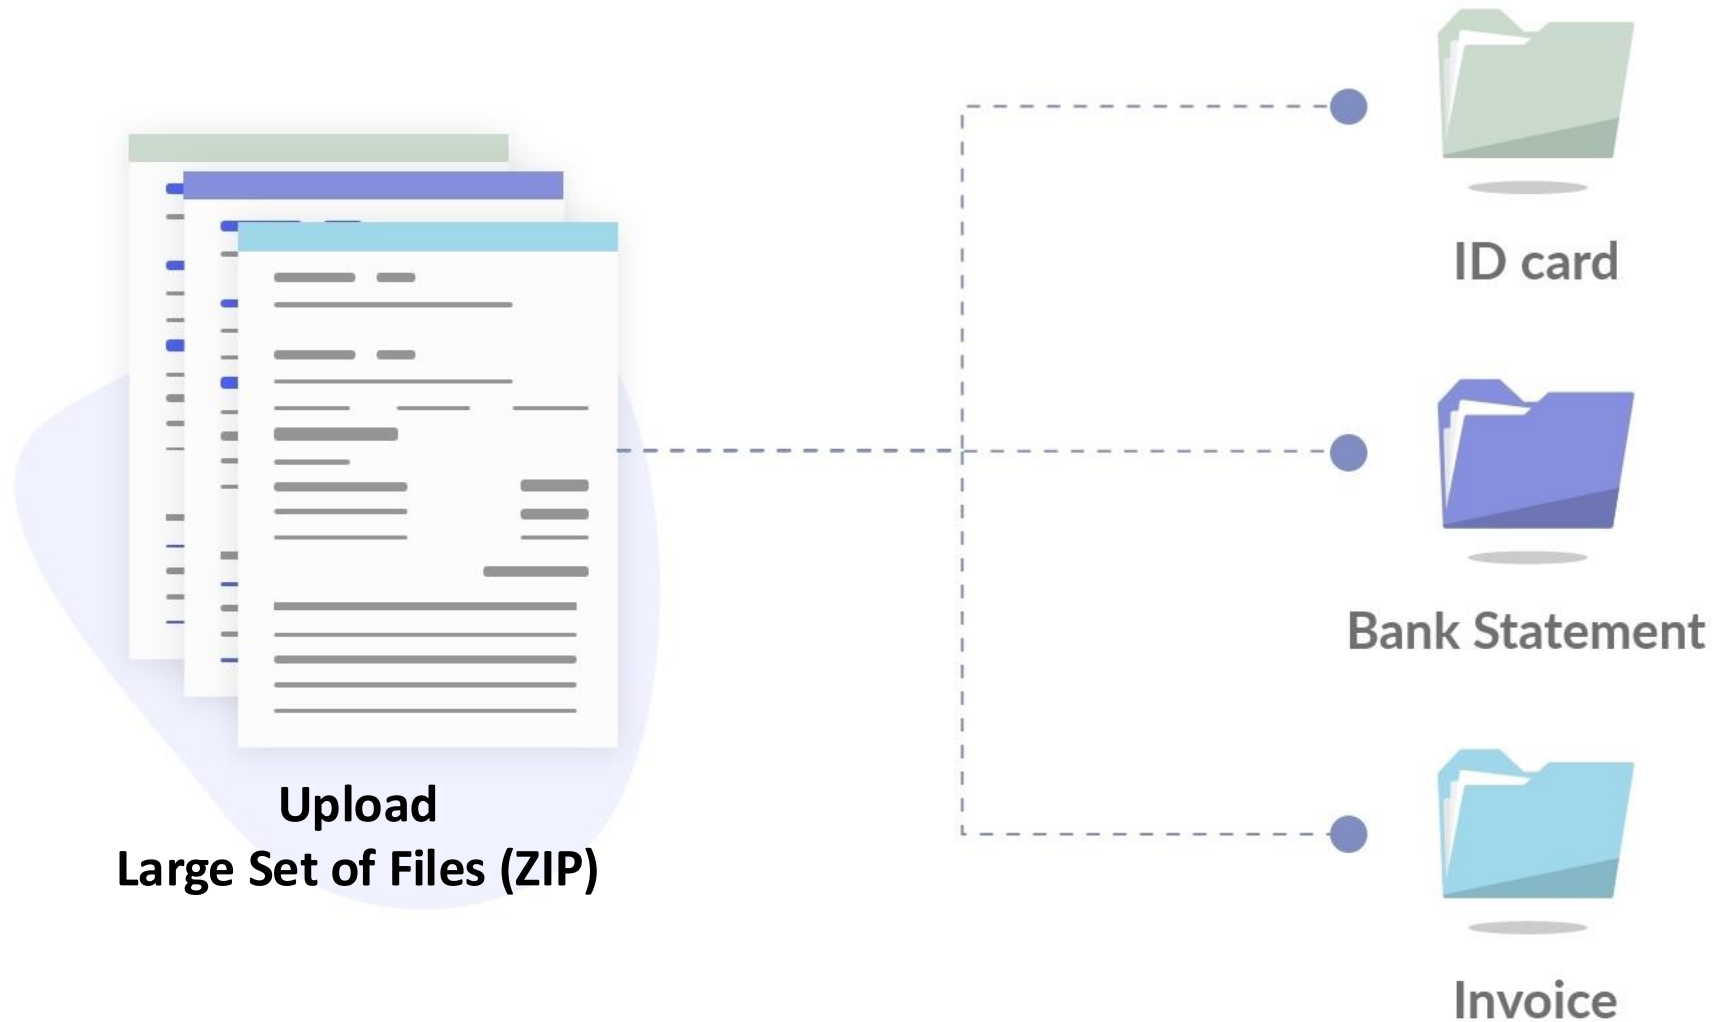 ID card
Bank Statement
Upload
Large Set of Files (ZIP)
Invoice